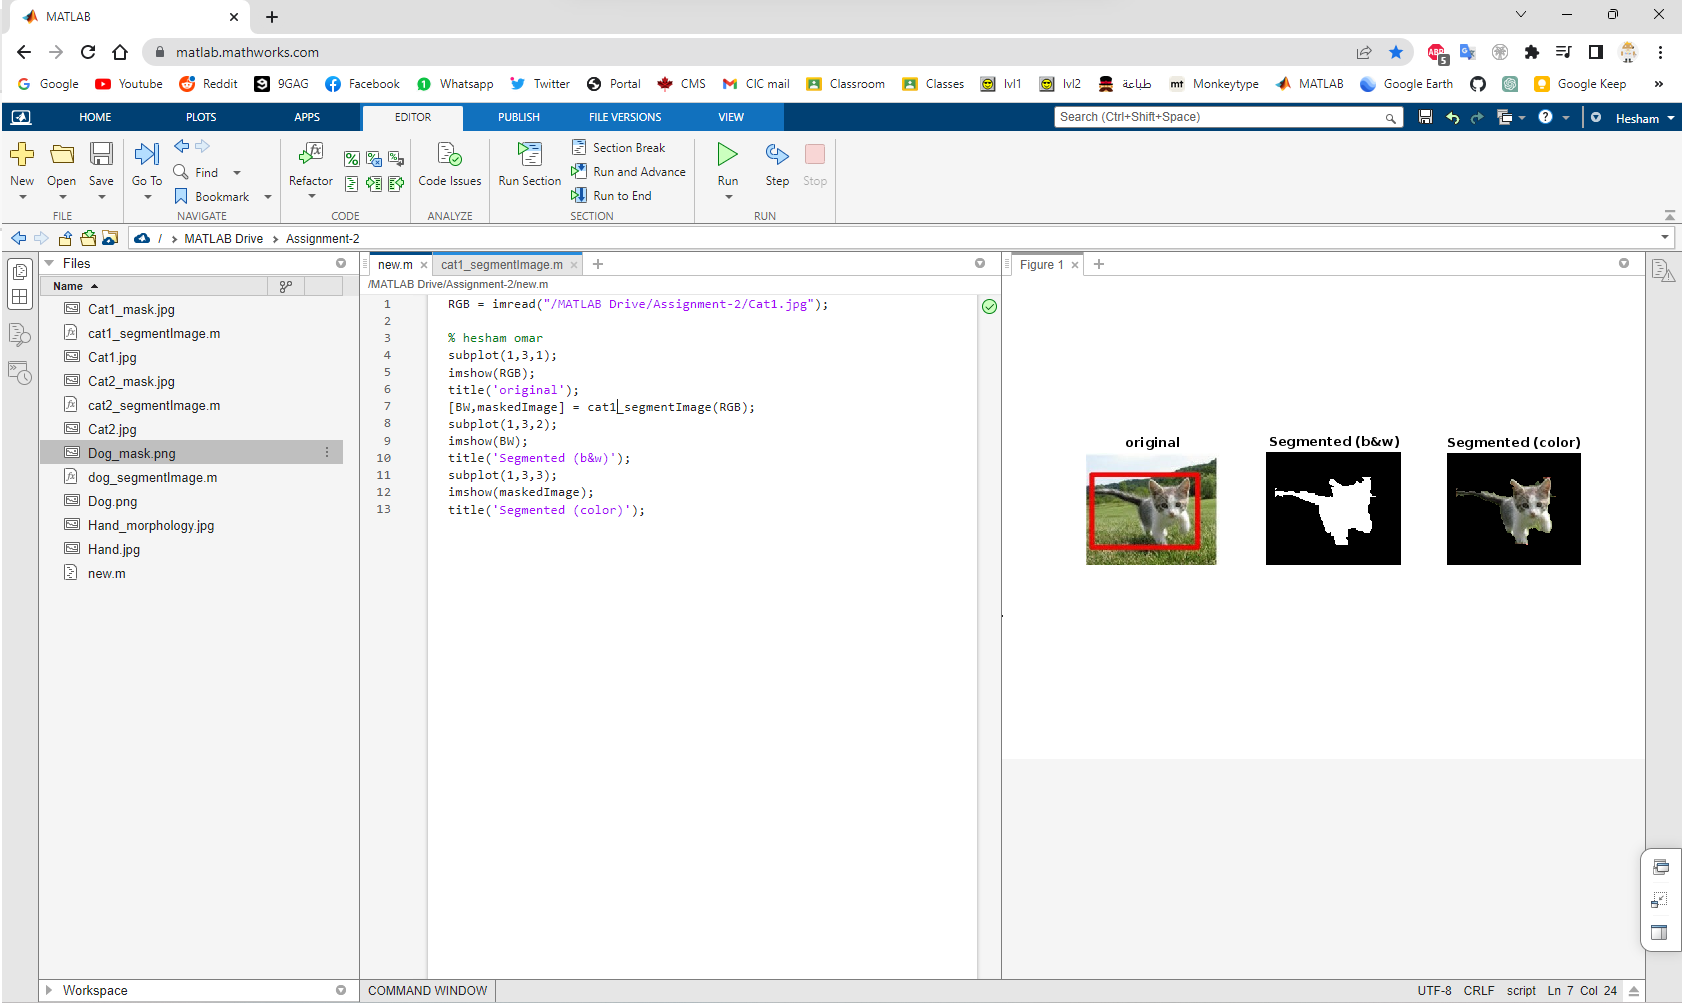 MATLAB
matlab.mathworks.com
ABP
5
Google Youtube Reddit 9GAG Facebook Whatsapp Twitter Portal CMS CIC mail Classroom Classes lvl1 lvl2 طباعة mt Monkeytype MATLAB Google Earth Google Keep »
HOME PLOTS APPS EDITOR PUBLISH FILE VERSIONS VIEW
Search (Ctrl+Shift+Space)
Hesham
New Open Save
FILE
Go To Find Bookmark
NAVIGATE
Refactor
CODE
Code Issues
ANALYZE
Run Section
Section Break
Run and Advance
Run to End
SECTION
Run Step Stop
RUN
/ › MATLAB Drive › Assignment-2
Files
Name
Cat1_mask.jpg
cat1_segmentImage.m
Cat1.jpg
Cat2_mask.jpg
cat2_segmentImage.m
Cat2.jpg
Dog_mask.png
dog_segmentImage.m
Dog.png
Hand_morphology.jpg
Hand.jpg
new.m
Workspace
new.m × cat1_segmentImage.m × +
/MATLAB Drive/Assignment-2/new.m
1 RGB = imread("/MATLAB Drive/Assignment-2/Cat1.jpg");
2
3 % hesham omar
4 subplot(1,3,1);
5 imshow(RGB);
6 title('original');
7 [BW,maskedImage] = cat1_segmentImage(RGB);
8 subplot(1,3,2);
9 imshow(BW);
10 title('Segmented (b&w)');
11 subplot(1,3,3);
12 imshow(maskedImage);
13 title('Segmented (color)');
Figure 1 × +
original
Segmented (b&w)
Segmented (color)
COMMAND WINDOW
UTF-8 CRLF script Ln 7 Col 24